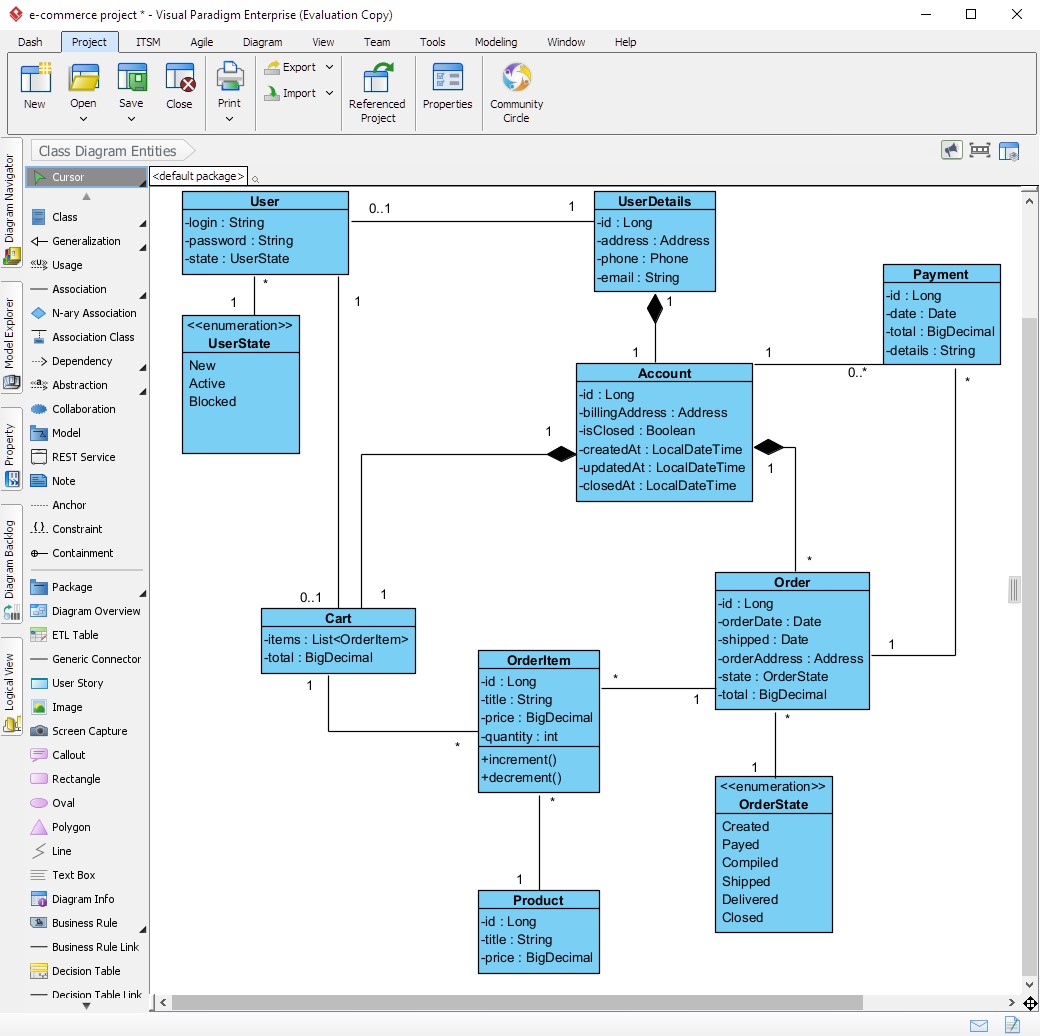 e-commerce project * - Visual Paradigm Enterprise (Evaluation Copy)
Dash
Project
ITSM
Agile
Diagram
View
Team
Tools
Modeling
Window
Help
New
Open
Save
Close
Print
Export
Import
Referenced
Project
Properties
Community
Circle
Class Diagram Entities
Diagram Navigator
Model Explorer
Property
Diagram Backlog
Logical View
Cursor
Class
Generalization
«U» Usage
Association
N-ary Association
Association Class
Dependency
«a» Abstraction
Collaboration
Model
REST Service
Note
Anchor
{} Constraint
Containment
Package
Diagram Overview
ETL Table
Generic Connector
User Story
Image
Screen Capture
Callout
Rectangle
Oval
Polygon
Line
Text Box
Diagram Info
Business Rule
Business Rule Link
Decision Table
Decision Table Link
<default package>
User
-login : String
-password : String
-state : UserState
0..1
1
UserDetails
-id : Long
-address : Address
-phone : Phone
-email : String
*
1
1
<<enumeration>>
UserState
New
Active
Blocked
1
1
Payment
-id : Long
-date : Date
-total : BigDecimal
-details : String
1
0..*
*
Account
-id : Long
-billingAddress : Address
-isClosed : Boolean
-createdAt : LocalDateTime
-updatedAt : LocalDateTime
-closedAt : LocalDateTime
1
1
*
0..1
1
Cart
-items : List<OrderItem>
-total : BigDecimal
1
*
Order
-id : Long
-orderDate : Date
-shipped : Date
-orderAddress : Address
-state : OrderState
-total : BigDecimal
1
OrderItem
-id : Long
-title : String
-price : BigDecimal
-quantity : int
+increment()
+decrement()
*
1
*
1
<<enumeration>>
OrderState
Created
Payed
Compiled
Shipped
Delivered
Closed
*
1
Product
-id : Long
-title : String
-price : BigDecimal